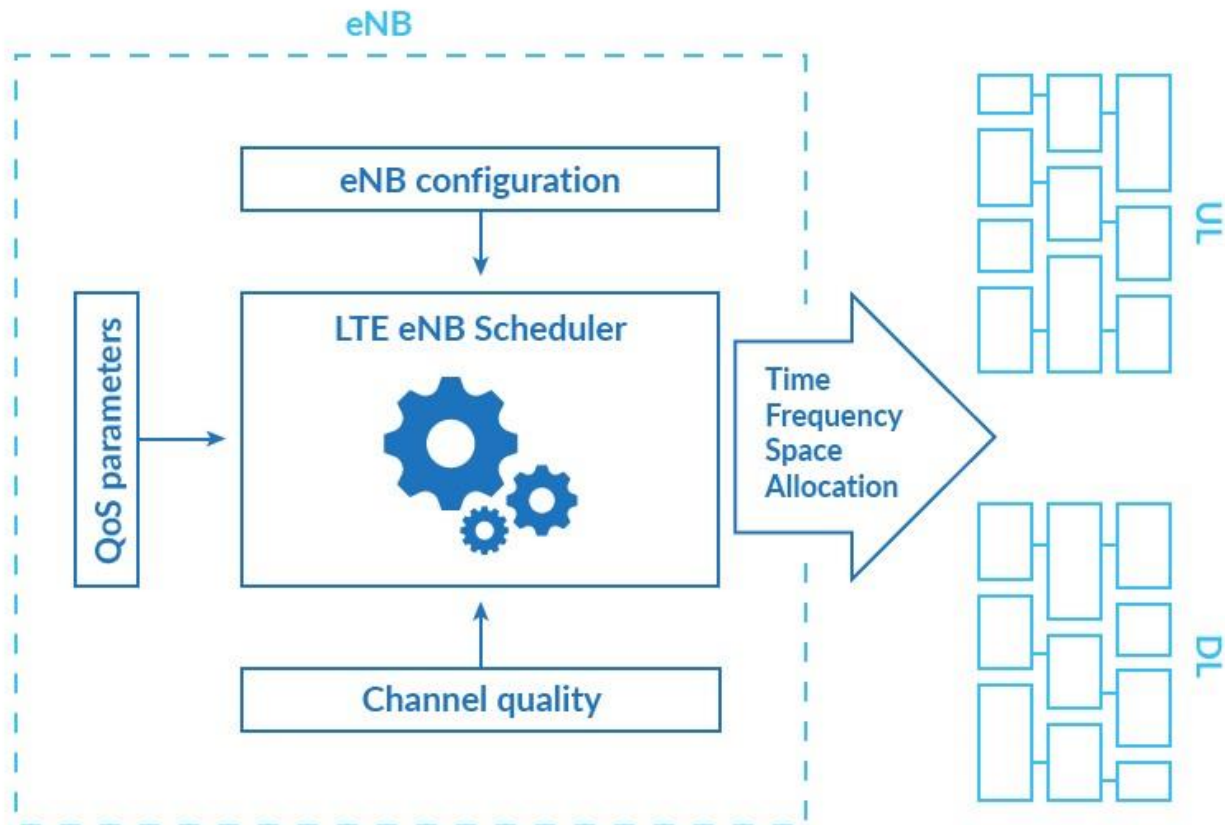 eNB
eNB configuration
QoS parameters
LTE eNB Scheduler
Channel quality
Time
Frequency
Space
Allocation
UL
DL